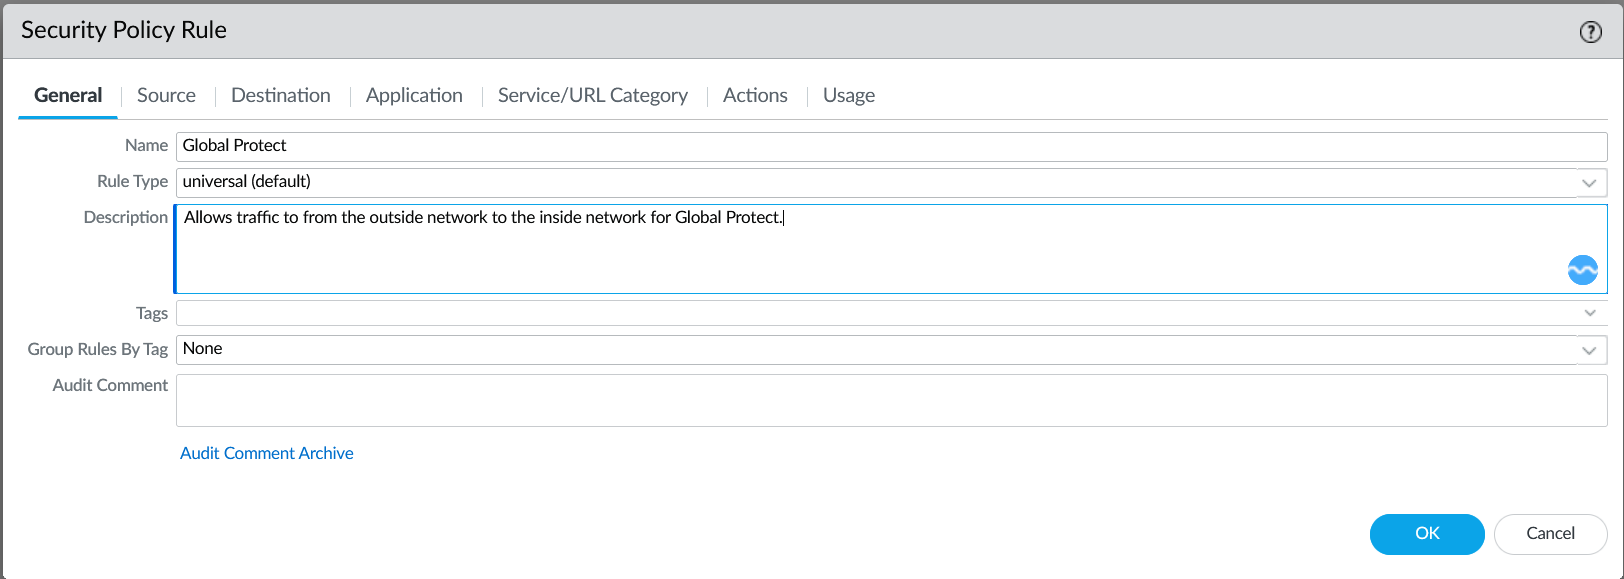 Security Policy Rule
?
General Source Destination Application Service/URL Category Actions Usage
Name Global Protect
Rule Type universal (default)
Description Allows traffic to from the outside network to the inside network for Global Protect.
Tags
Group Rules By Tag None
Audit Comment
Audit Comment Archive
OK Cancel